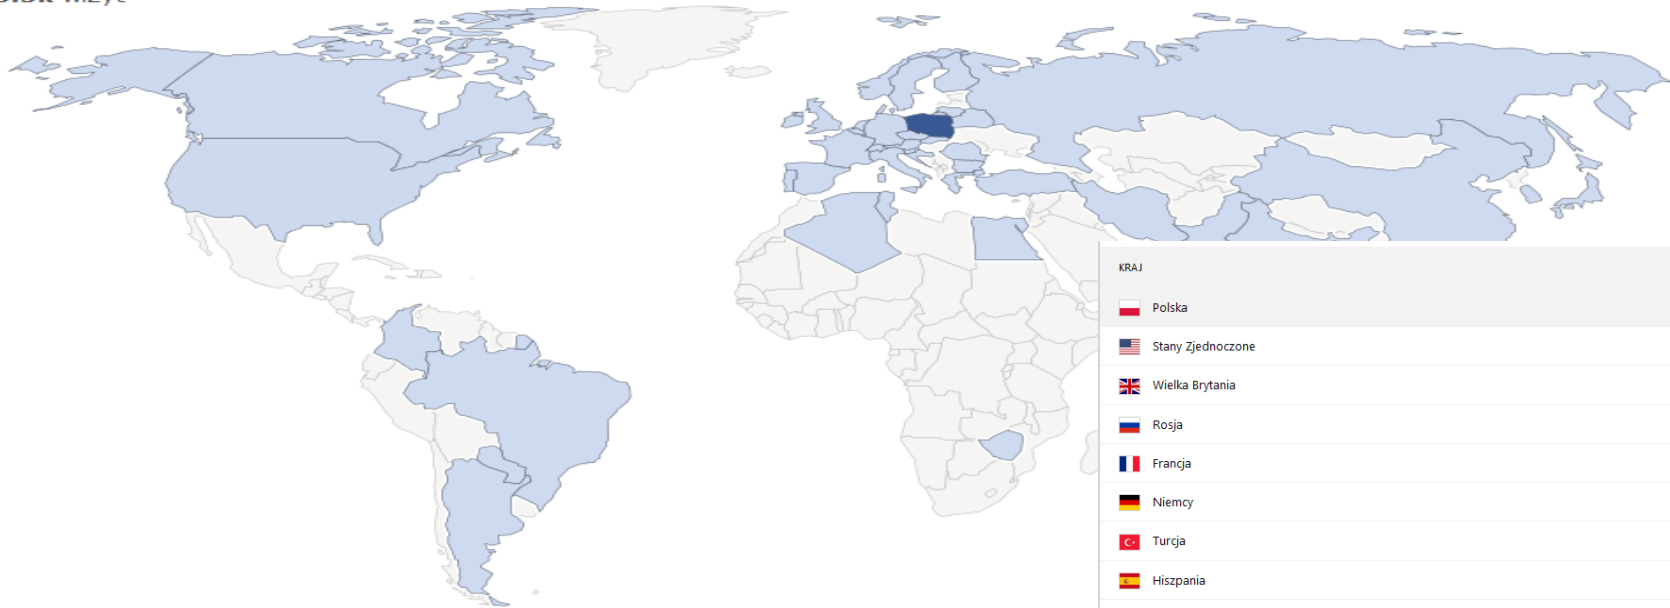 KRAJ
Polska
Stany Zjednoczone
Wielka Brytania
Rosja
Francja
Niemcy
Turcja
Hiszpania